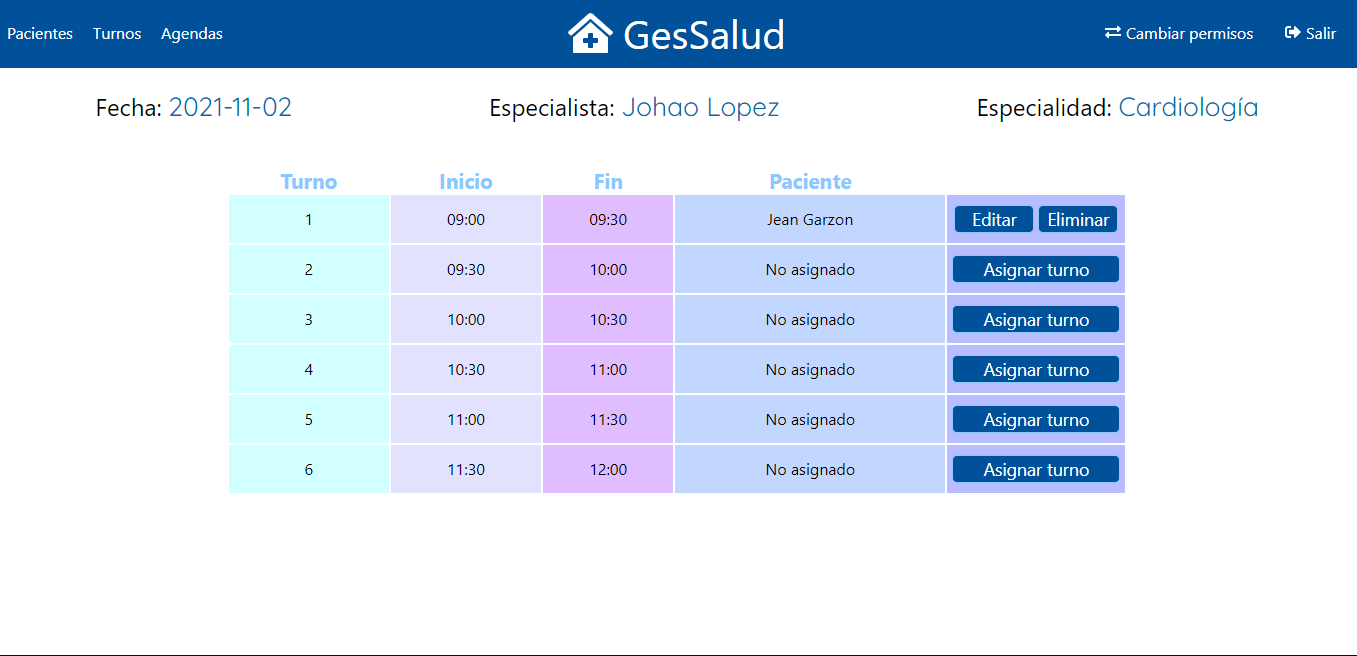 Pacientes Turnos Agendas GesSalud Cambiar permisos Salir
Fecha: 2021-11-02 Especialista: Johao Lopez Especialidad: Cardiología
Turno Inicio Fin Paciente
1 09:00 09:30 Jean Garzon Editar Eliminar
2 09:30 10:00 No asignado Asignar turno
3 10:00 10:30 No asignado Asignar turno
4 10:30 11:00 No asignado Asignar turno
5 11:00 11:30 No asignado Asignar turno
6 11:30 12:00 No asignado Asignar turno